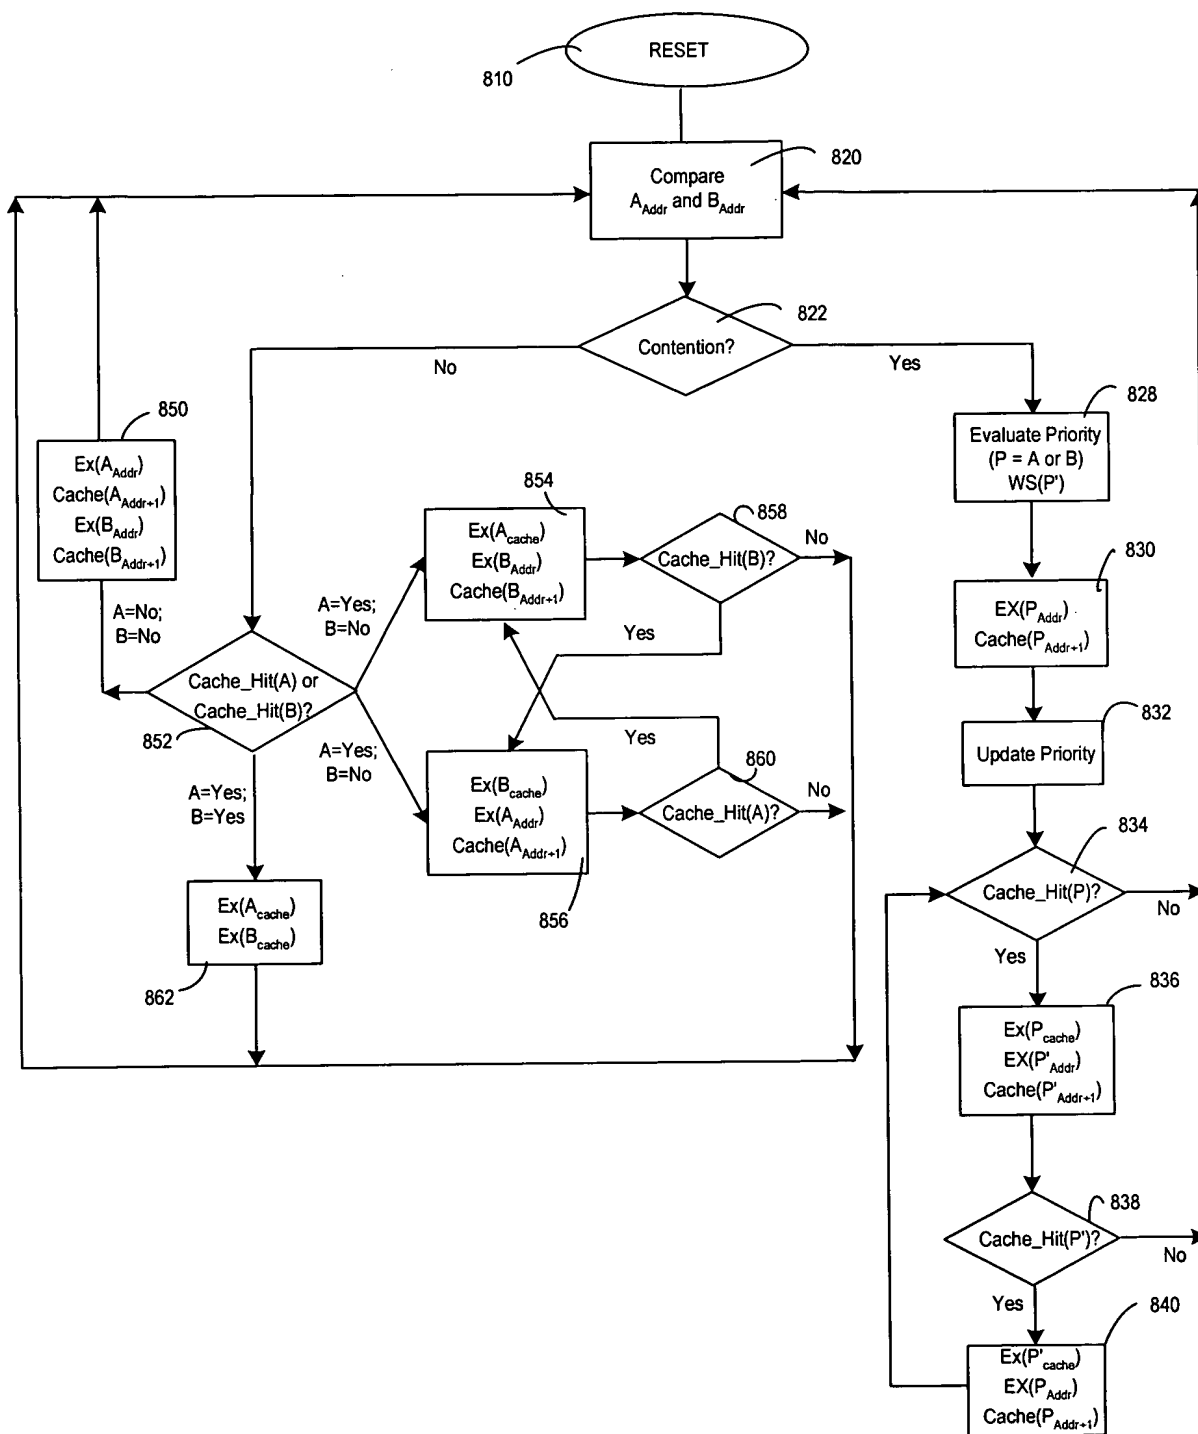 RESET
810
820
Compare
A_Addr and B_Addr
822
Contention?
No
Yes
828
Evaluate Priority
(P = A or B)
WS(P')
850
Ex(A_Addr)
Cache(A_Addr+1)
Ex(B_Addr)
Cache(B_Addr+1)
854
Ex(A_cache)
Ex(B_Addr)
Cache(B_Addr+1)
858
Cache_Hit(B)?
No
830
EX(P_Addr)
Cache(P_Addr+1)
A=No;
B=No
A=Yes;
B=No
Yes
Cache_Hit(A) or
Cache_Hit(B)?
852
832
Update Priority
A=Yes;
B=No
Yes
860
Ex(B_cache)
Ex(A_Addr)
Cache(A_Addr+1)
856
Cache_Hit(A)?
No
A=Yes;
B=Yes
834
Cache_Hit(P)?
No
Yes
Ex(A_cache)
Ex(B_cache)
862
836
Ex(P_cache)
EX(P'_Addr)
Cache(P'_Addr+1)
838
Cache_Hit(P')?
No
Yes
840
Ex(P'_cache)
EX(P_Addr)
Cache(P_Addr+1)